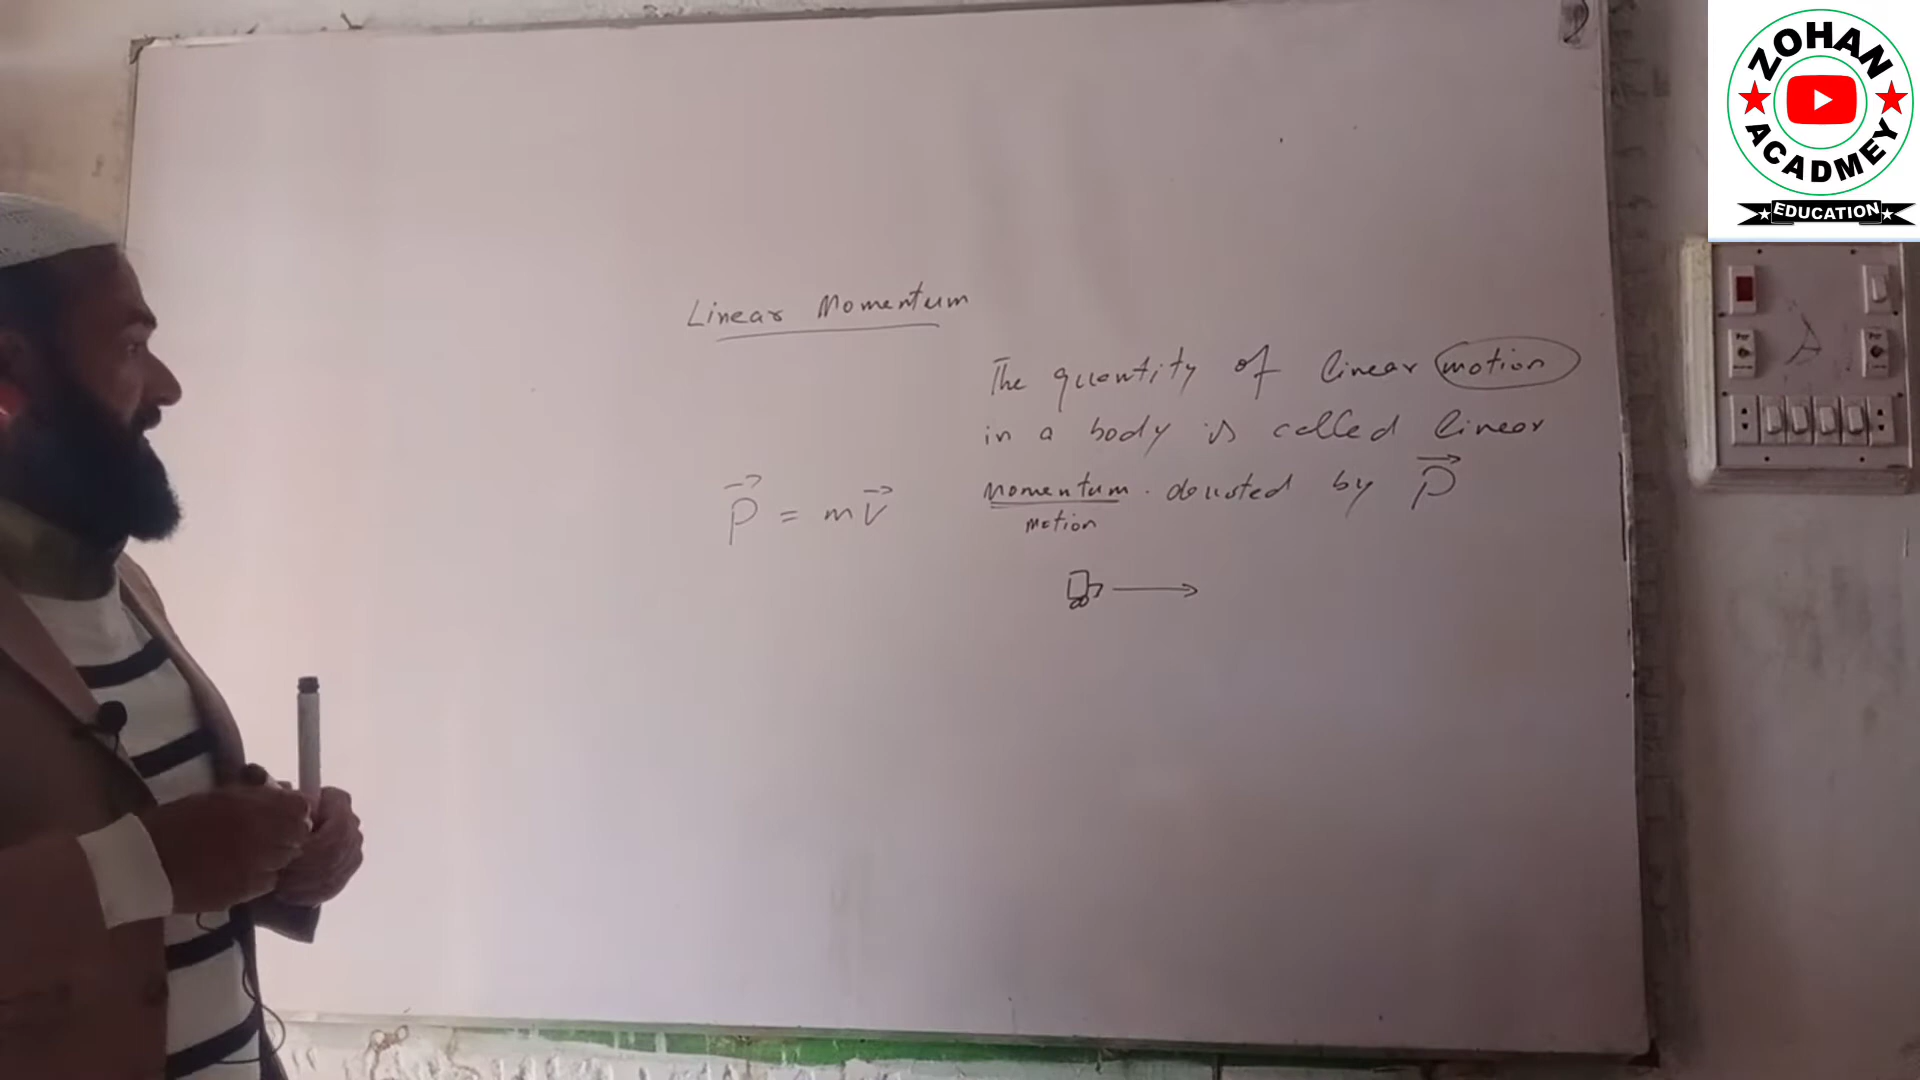 ZOHAN
ACADMEY
EDUCATION
Linear Momentum
The quantity of linear motion
in a body is called linear
momentum. denoted by P
motion
P = mv